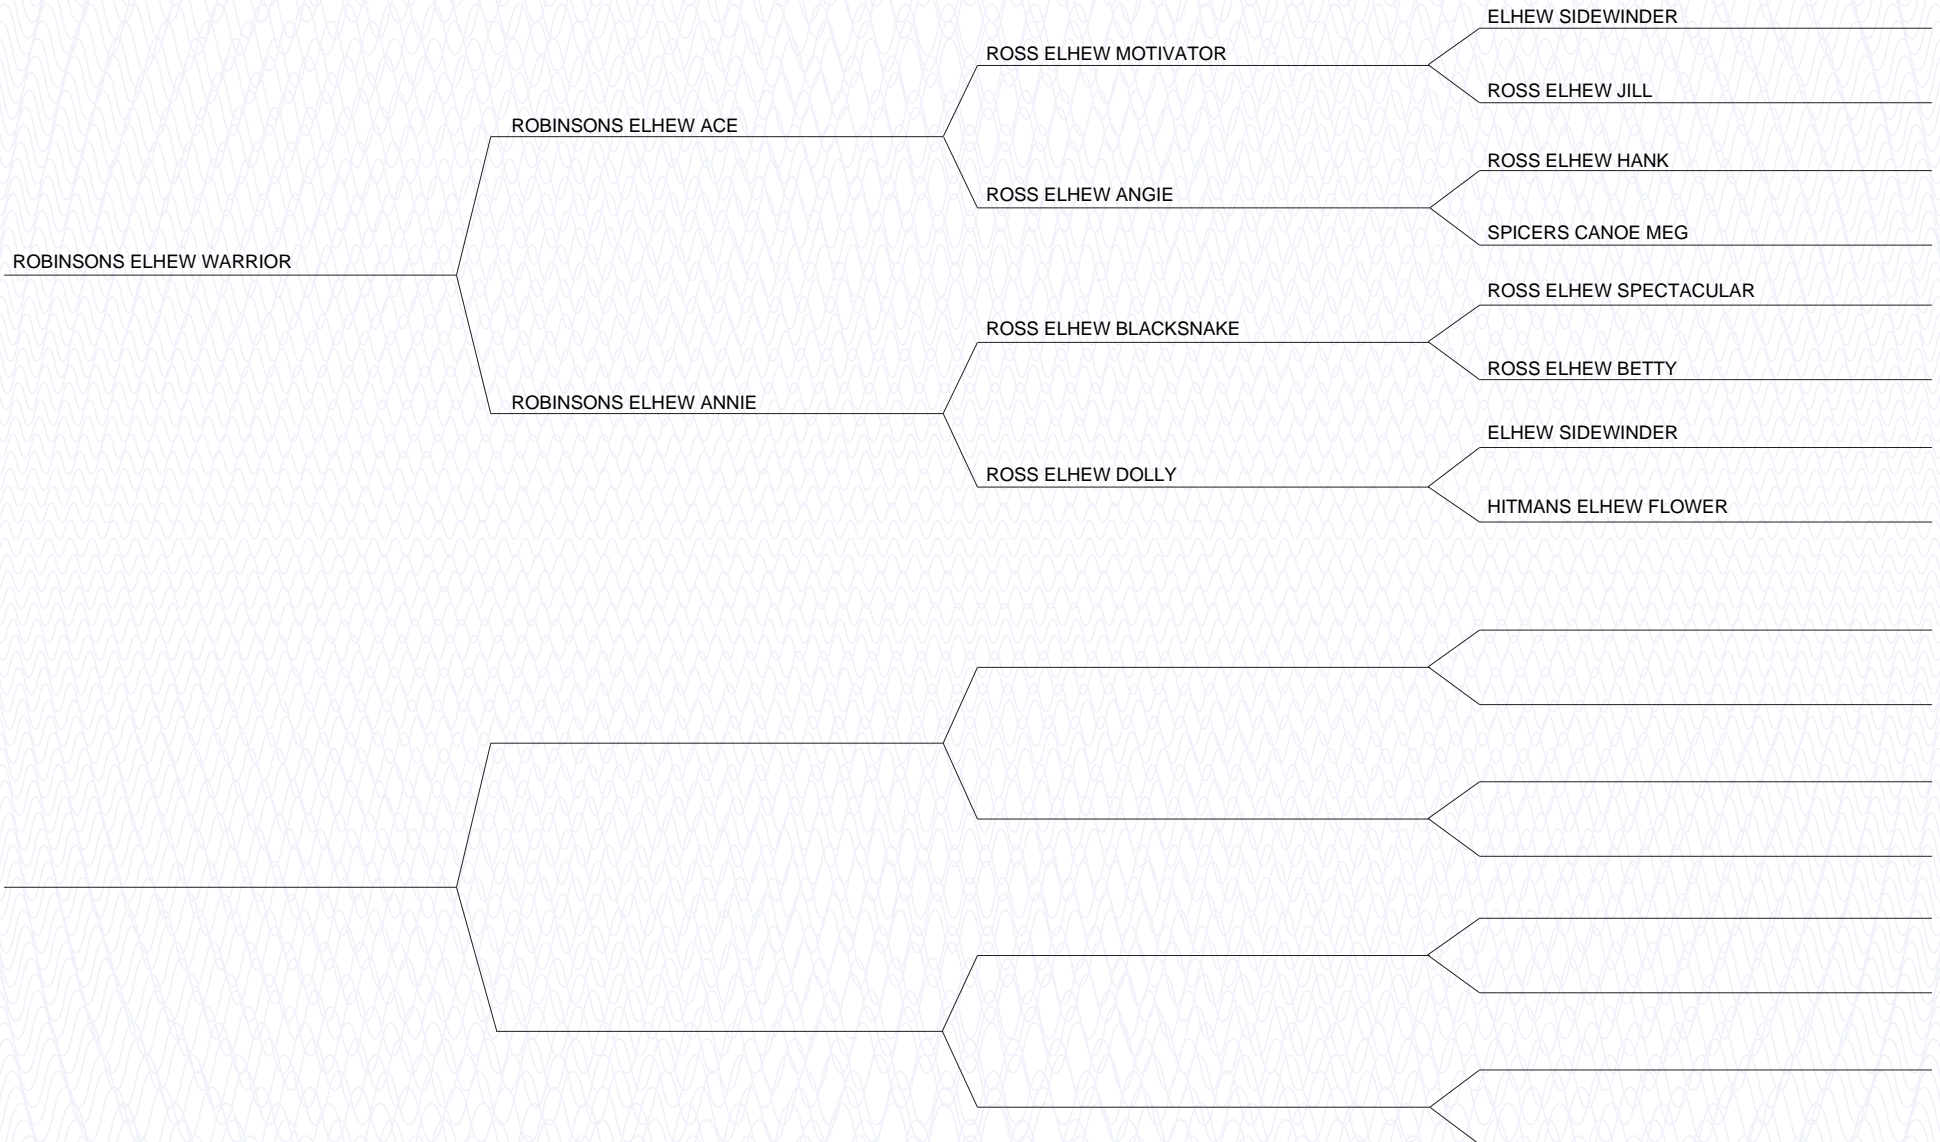 ELHEW SIDEWINDER
ROSS ELHEW MOTIVATOR
ROSS ELHEW JILL
ROBINSONS ELHEW ACE
ROSS ELHEW HANK
ROSS ELHEW ANGIE
SPICERS CANOE MEG
ROBINSONS ELHEW WARRIOR
ROSS ELHEW SPECTACULAR
ROSS ELHEW BLACKSNAKE
ROSS ELHEW BETTY
ROBINSONS ELHEW ANNIE
ELHEW SIDEWINDER
ROSS ELHEW DOLLY
HITMANS ELHEW FLOWER